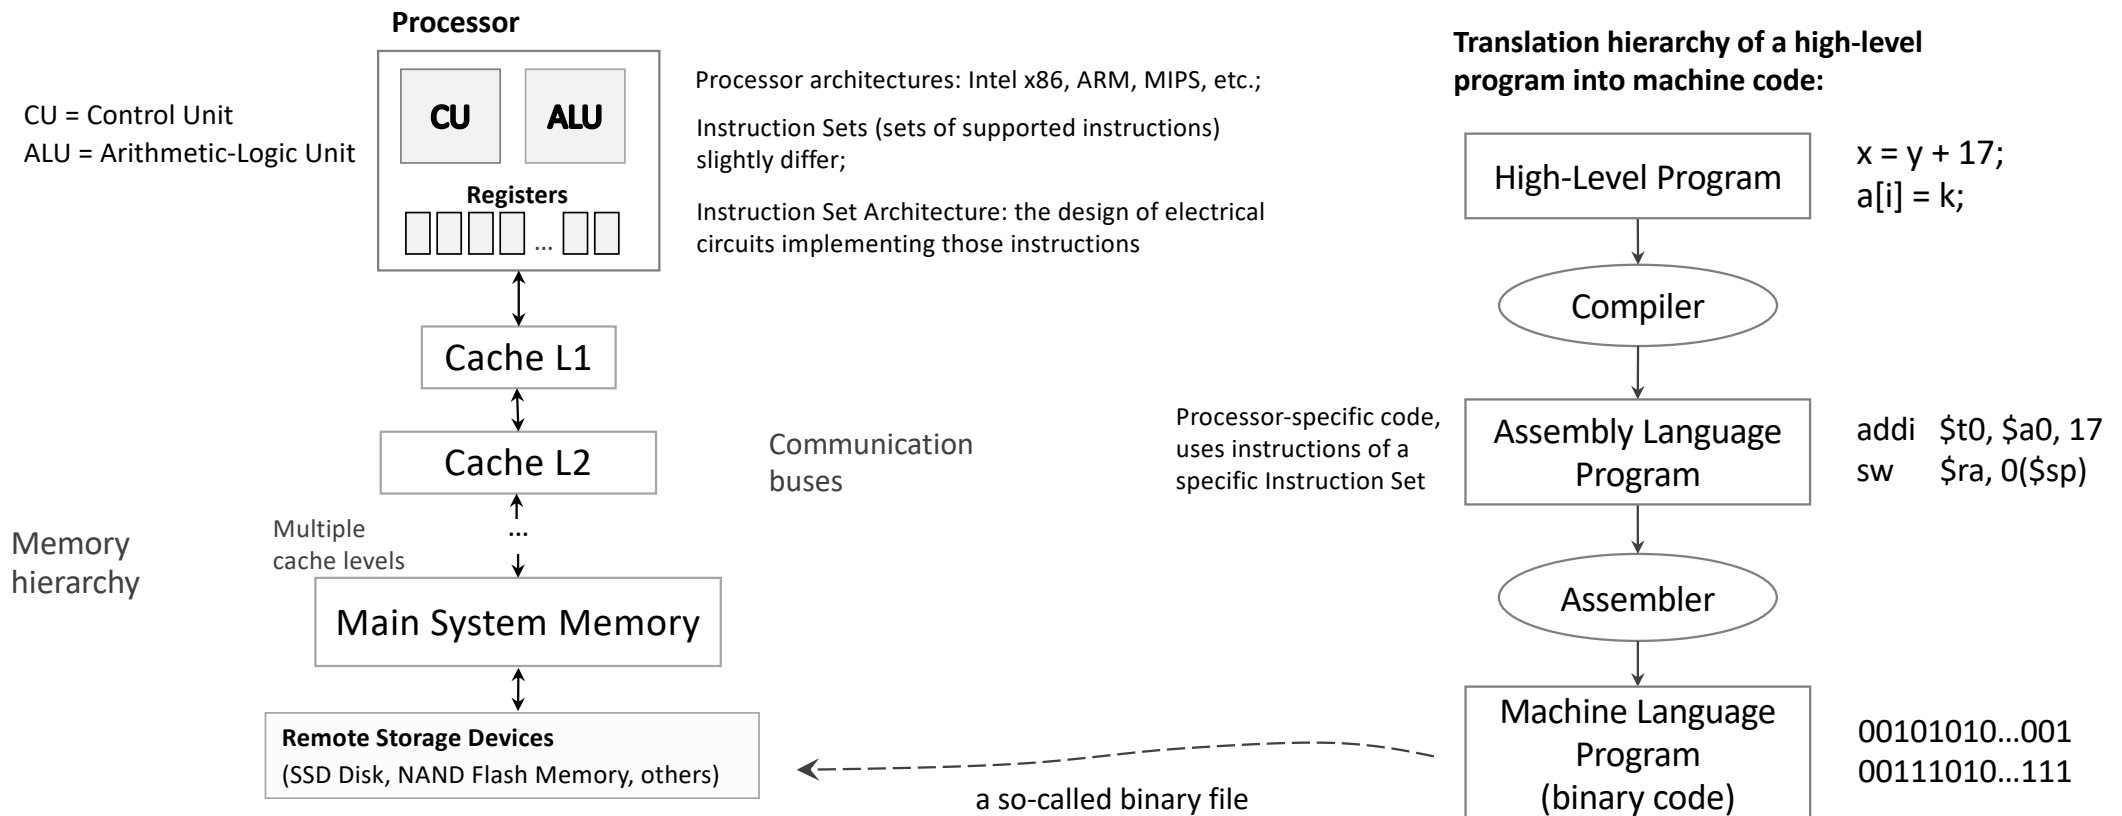 Processor
CU = Control Unit
ALU = Arithmetic-Logic Unit
CU
ALU
Registers
...
Processor architectures: Intel x86, ARM, MIPS, etc.;
Instruction Sets (sets of supported instructions)
slightly differ;
Instruction Set Architecture: the design of electrical
circuits implementing those instructions
Cache L1
Cache L2
Communication
buses
Memory
hierarchy
Multiple
cache levels
...
Main System Memory
Remote Storage Devices
(SSD Disk, NAND Flash Memory, others)
Translation hierarchy of a high-level
program into machine code:
High-Level Program
x = y + 17;
a[i] = k;
Compiler
Processor-specific code,
uses instructions of a
specific Instruction Set
Assembly Language
Program
addi $t0, $a0, 17
sw $ra, 0($sp)
Assembler
Machine Language
Program
(binary code)
00101010...001
00111010...111
a so-called binary file